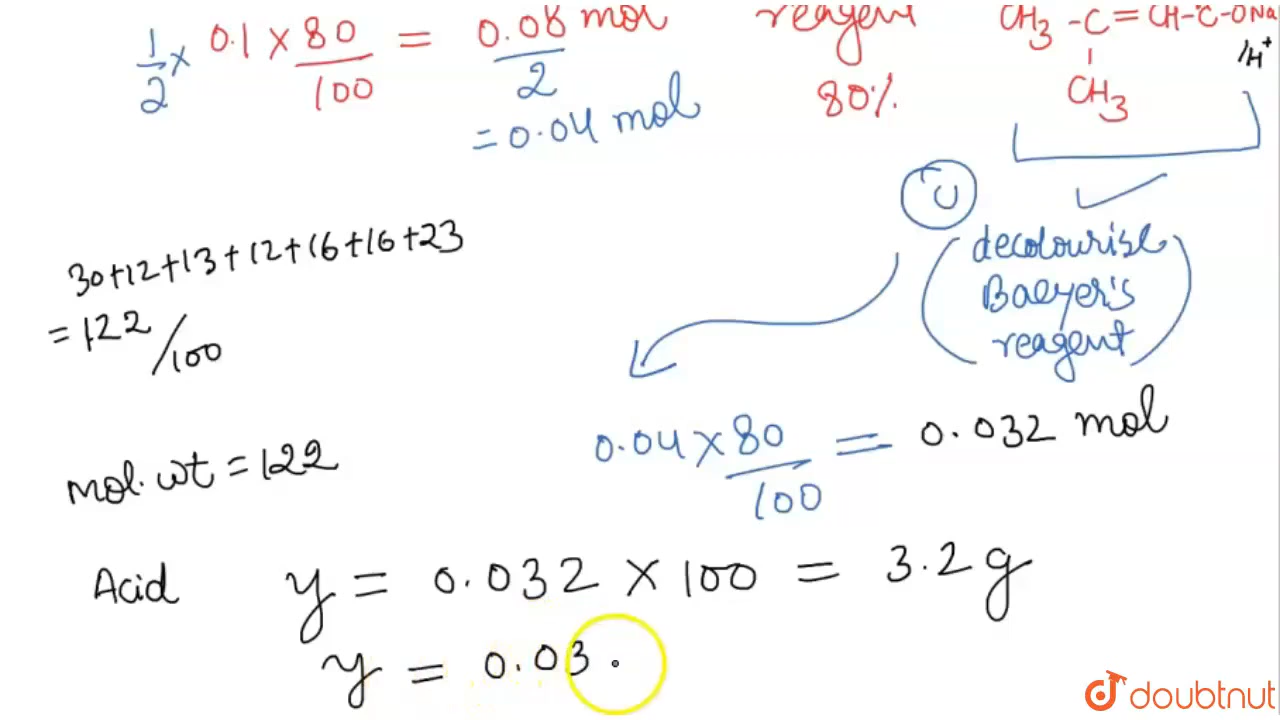 1/2 × 0.1 × 80/100 = 0.08 mol/2
= 0.04 mol
reagent
80%
CH3 - C = CH-C-ONa
/H+
CH3
U
(decolourise
Baeyer's
reagent)
30+12+13+12+16+16+23
= 122/100
0.04 × 80/100 = 0.032 mol
mol. wt = 122
Acid y = 0.032 × 100 = 3.2 g
y = 0.03
doubtnut